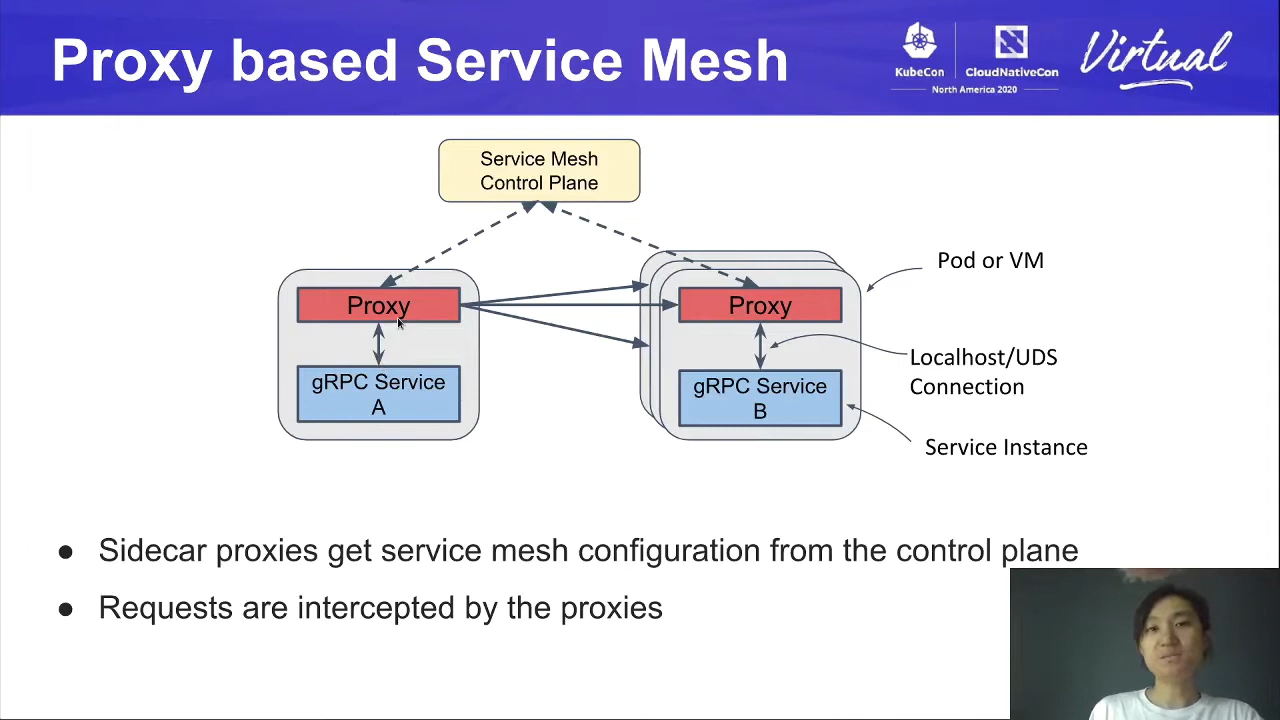 Proxy based Service Mesh
KubeCon
CloudNativeCon
North America 2020
Virtual
Service Mesh
Control Plane
Proxy
Proxy
Pod or VM
Localhost/UDS
Connection
gRPC Service
A
gRPC Service
B
Service Instance
● Sidecar proxies get service mesh configuration from the control plane
● Requests are intercepted by the proxies